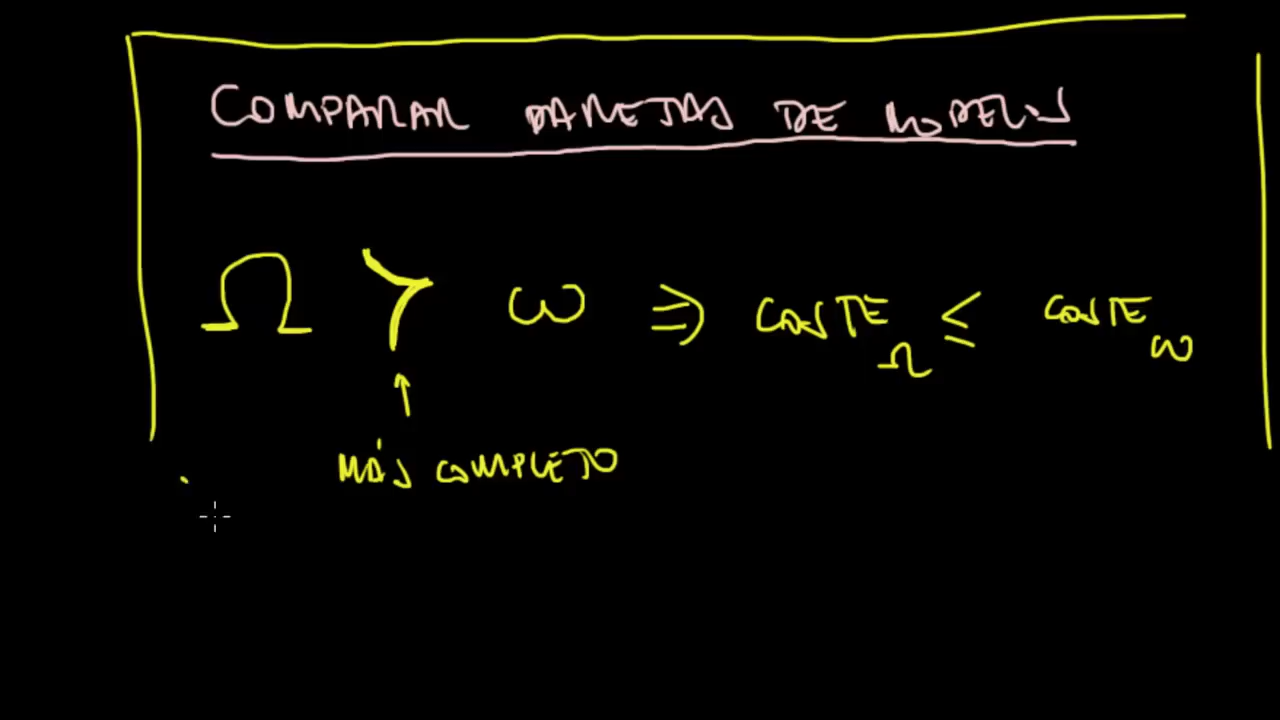 COMPARAR PAREJAS DE MODELOS
Ω ≻ ω ⇒ COSTE_Ω ≤ COSTE_ω
↑
MÁS COMPLETO